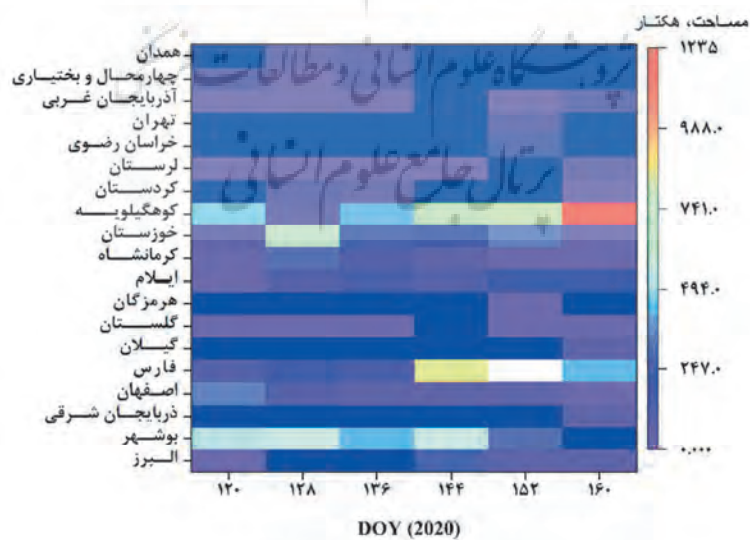 مساحت، هکتار
پژوهشگاه علوم انسانی و مطالعات فرهنگی
پرتال جامع علوم انسانی
۱۲۳۵
۹۸۸.۰
۷۴۱.۰
۴۹۴.۰
۲۴۷.۰
۰.۰۰۰
همدان
چهارمحال و بختیاری
آذربایجان غربی
تهران
خراسان رضوی
لرستان
کردستان
کوهگیلویه
خوزستان
کرمانشاه
ایلام
هرمزگان
گلستان
گیلان
فارس
اصفهان
ذربایجان شرقی
بوشهر
البرز
۱۲۰ ۱۲۸ ۱۳۶ ۱۴۴ ۱۵۲ ۱۶۰
DOY (2020)